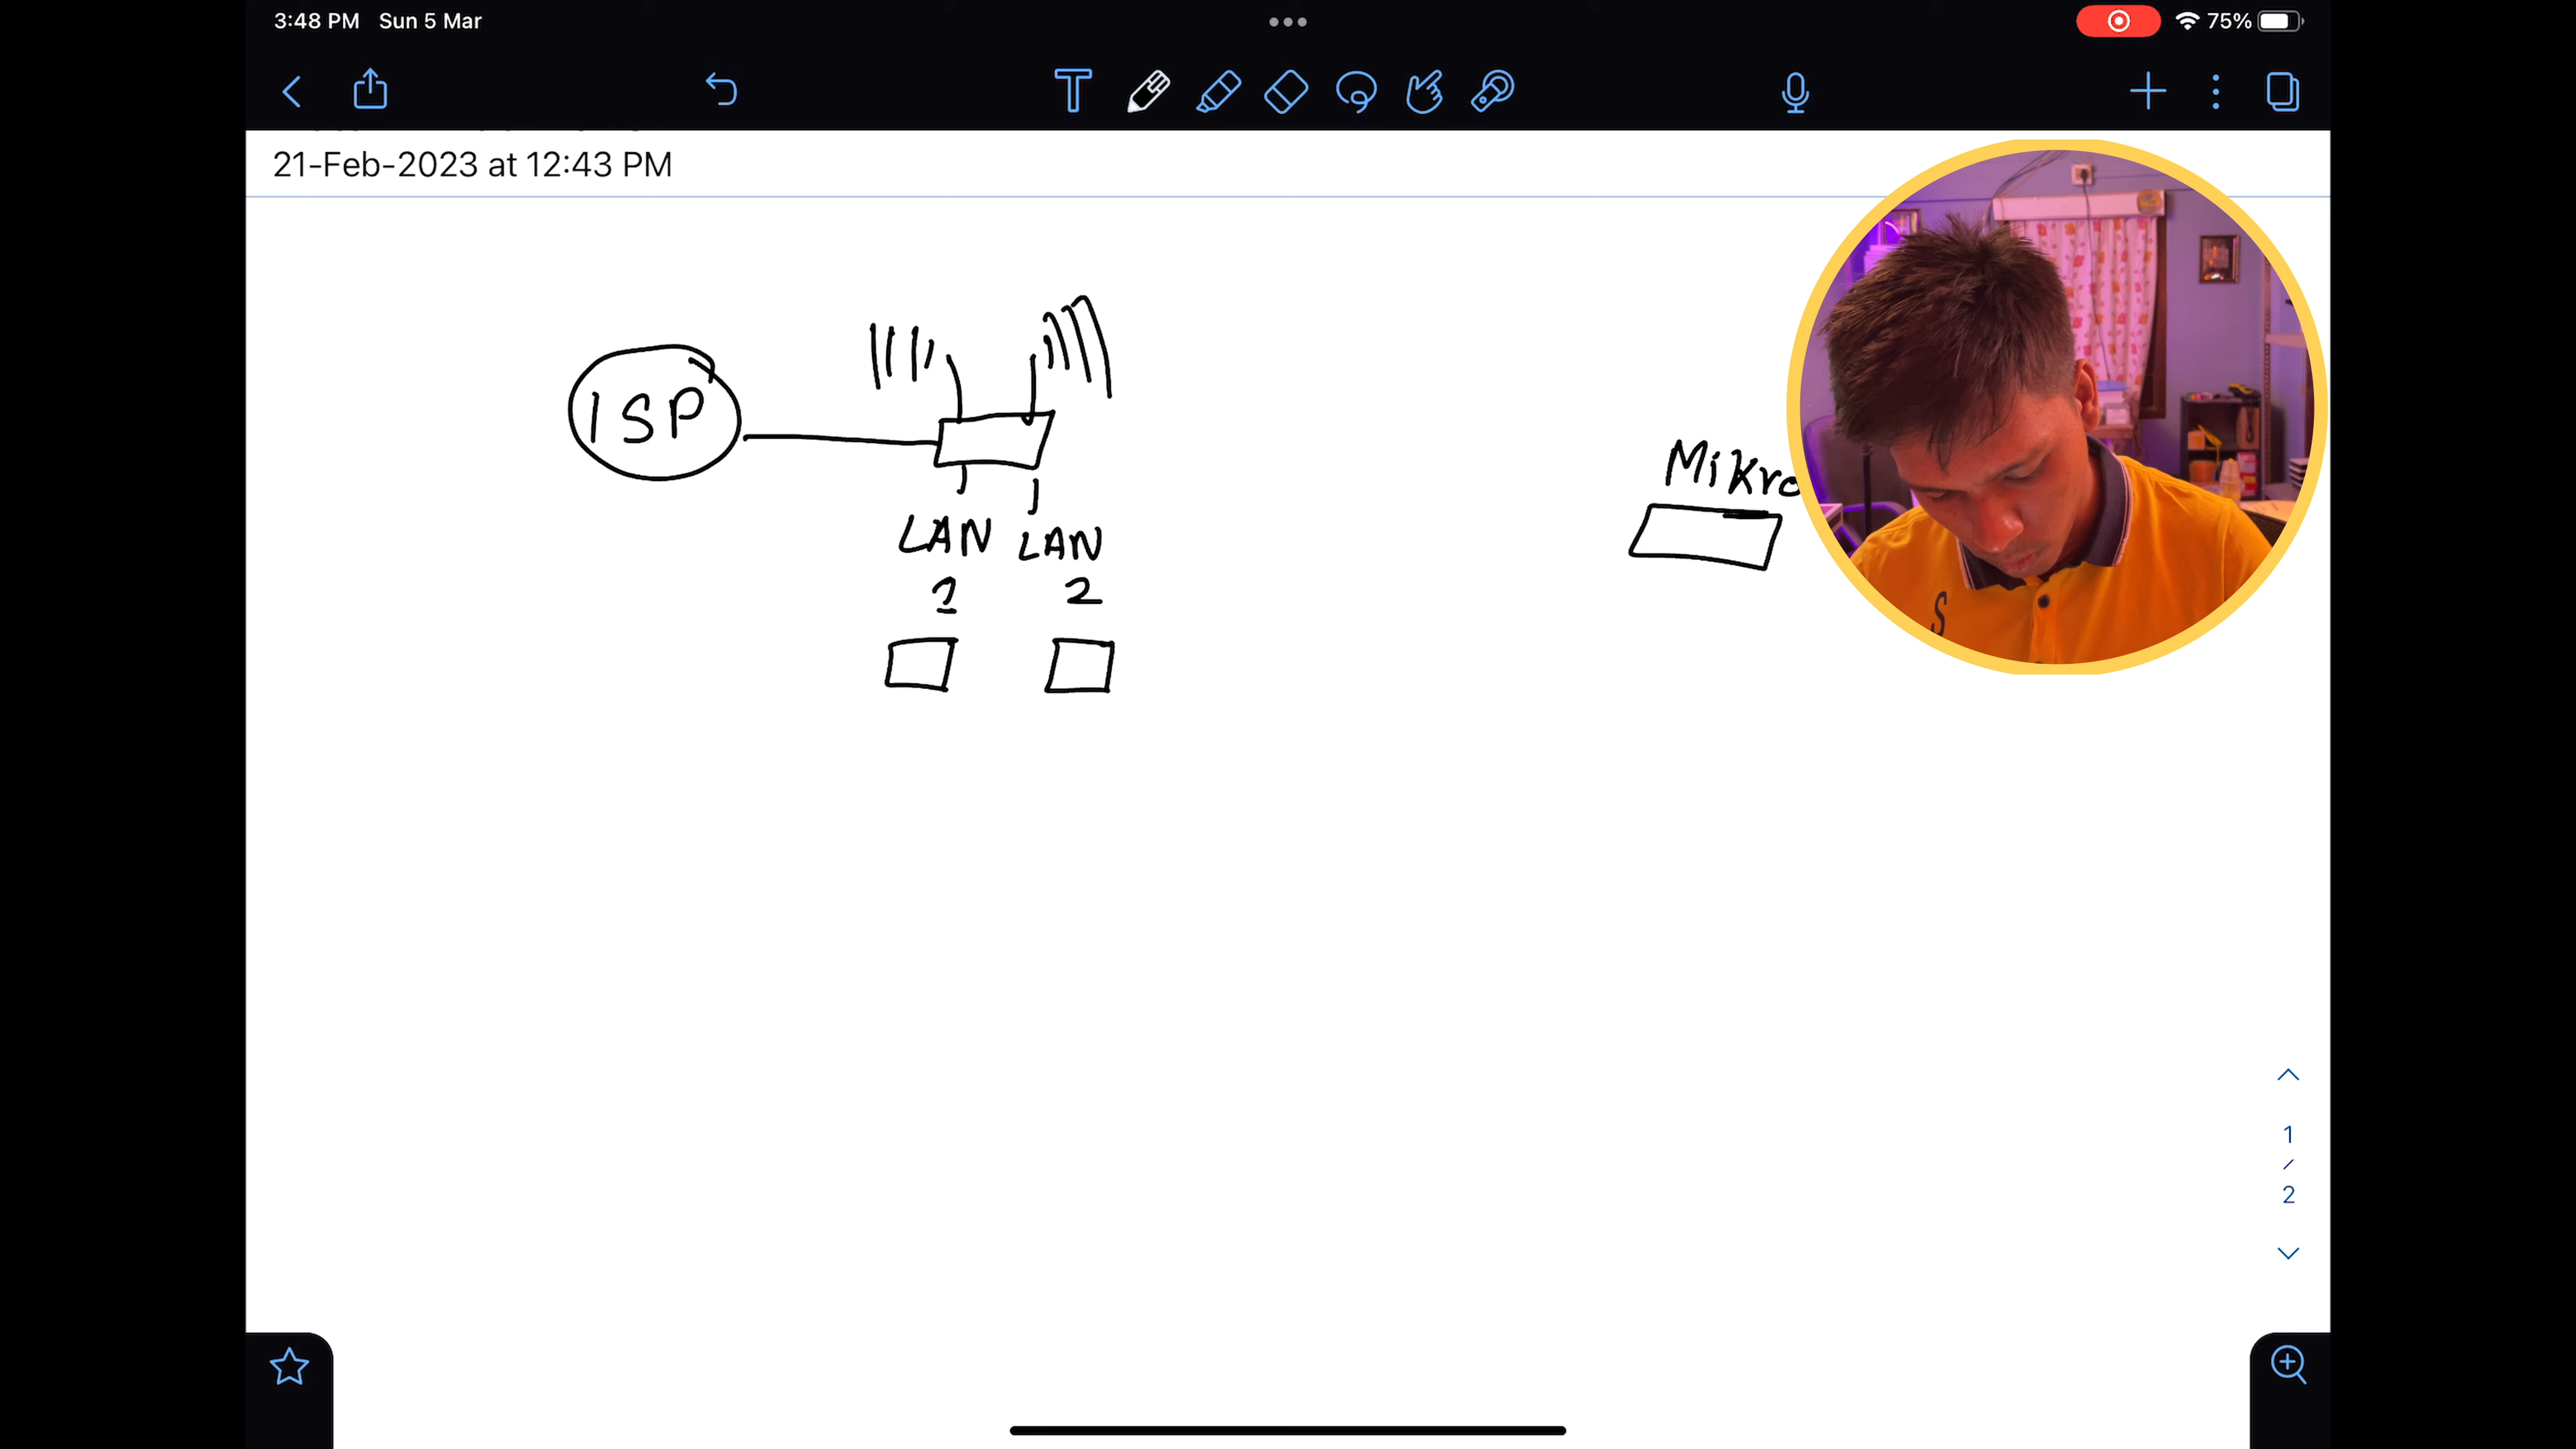 3:48 PM Sun 5 Mar
75%
21-Feb-2023 at 12:43 PM
ISP
Mikro
LAN LAN
1 2
S
1
/
2